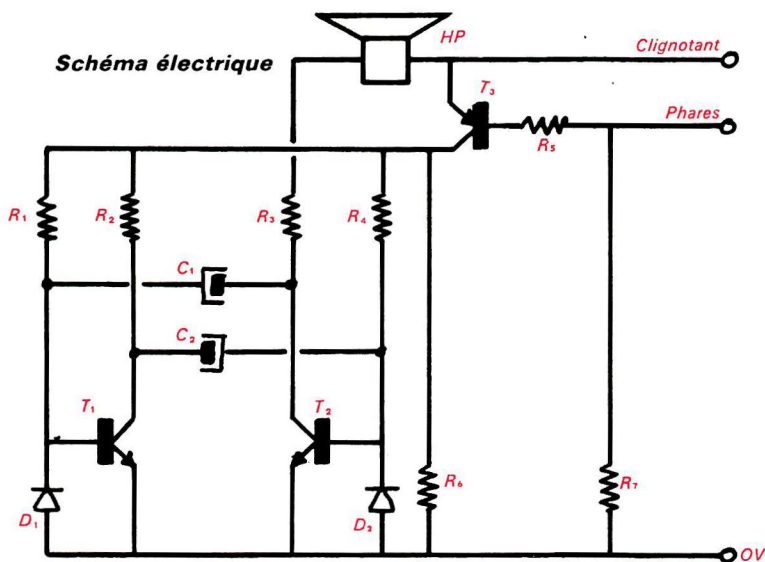 HP
Clignotant
Schéma électrique
T₃
Phares
R₅
R₁
R₂
R₃
R₄
C₁
C₂
T₁
T₂
R₆
R₇
D₁
D₂
OV